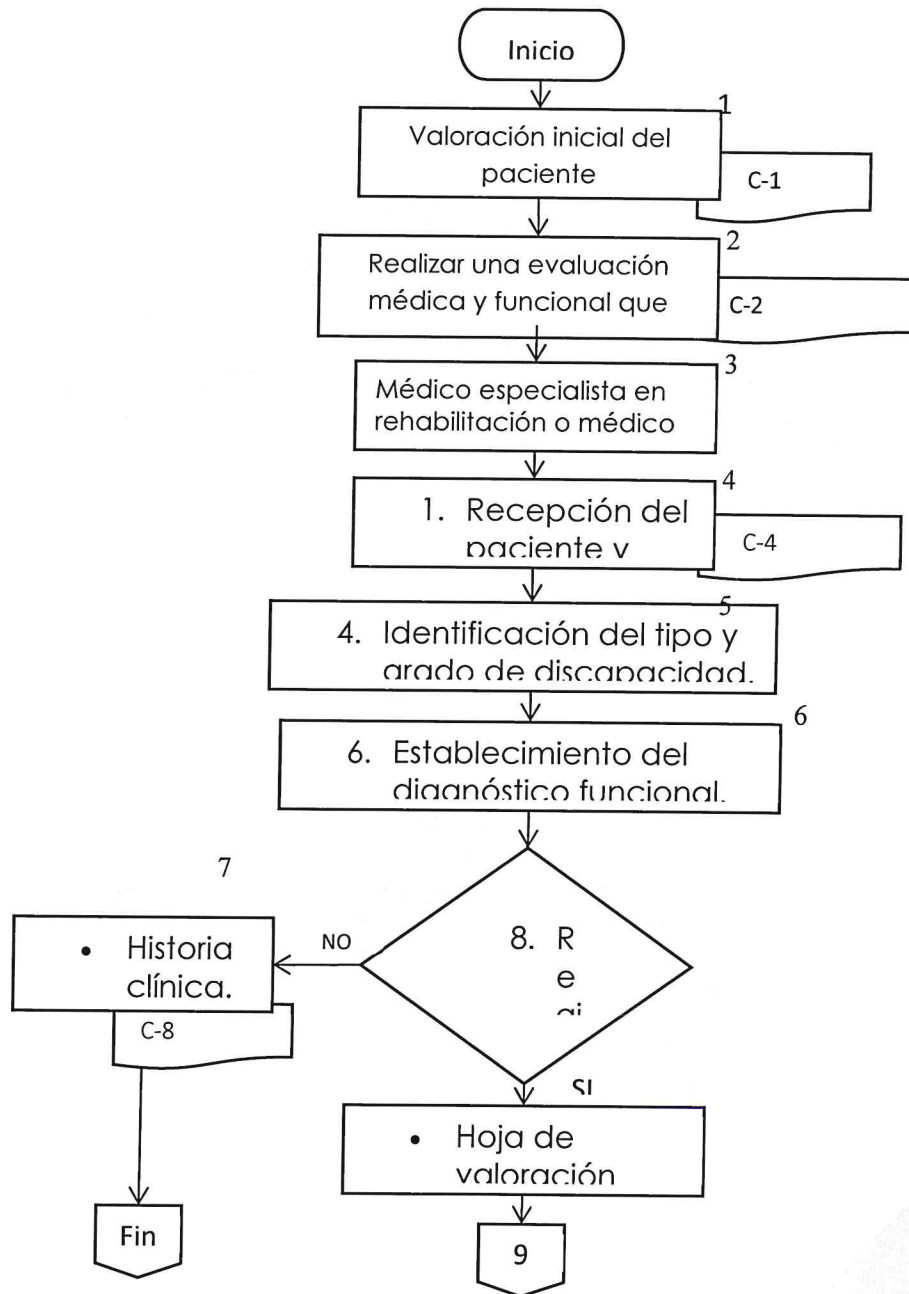 Inicio
1
Valoración inicial del
paciente
C-1
2
Realizar una evaluación
médica y funcional que
C-2
3
Médico especialista en
rehabilitación o médico
4
1. Recepción del
paciente y
C-4
5
4. Identificación del tipo y
grado de discapacidad.
6
6. Establecimiento del
diagnóstico funcional.
7
• Historia
clínica.
NO
8. R
e
gi
C-8
SI
• Hoja de
valoración
Fin
9